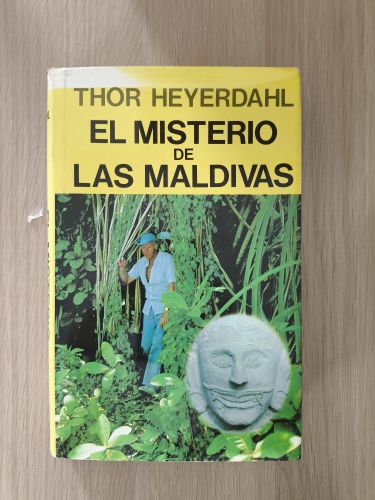 THOR HEYERDAHL
EL MISTERIO
DE
LAS MALDIVAS